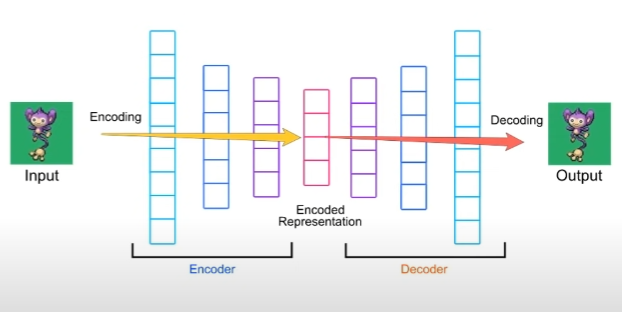 Encoding
Decoding
Input
Output
Encoded
Representation
Encoder
Decoder